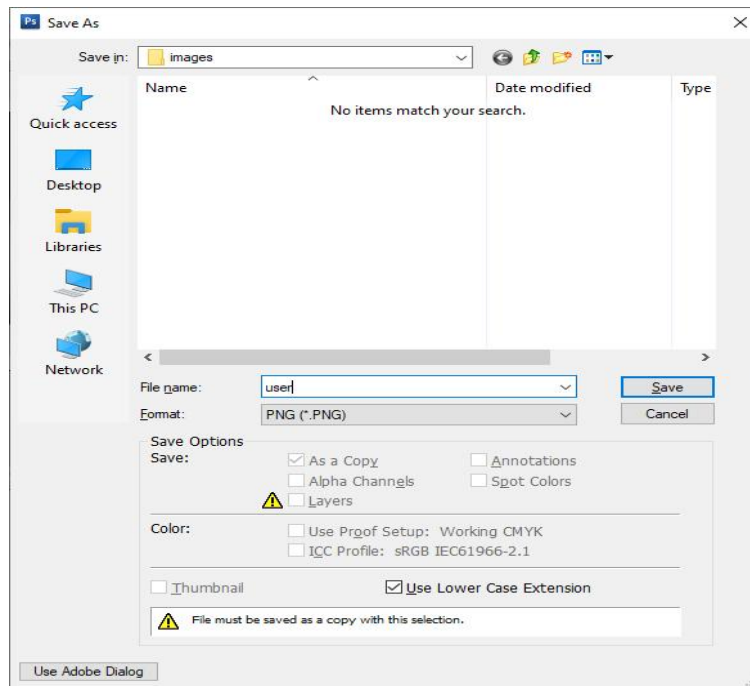 Ps Save As
Save in: images
Name Date modified Type
No items match your search.
Quick access
Desktop
Libraries
This PC
Network
File name: user Save
Format: PNG (*.PNG) Cancel
Save Options
Save: As a Copy Annotations
Alpha Channels Spot Colors
Layers
Color: Use Proof Setup: Working CMYK
ICC Profile: sRGB IEC61966-2.1
Thumbnail Use Lower Case Extension
File must be saved as a copy with this selection.
Use Adobe Dialog